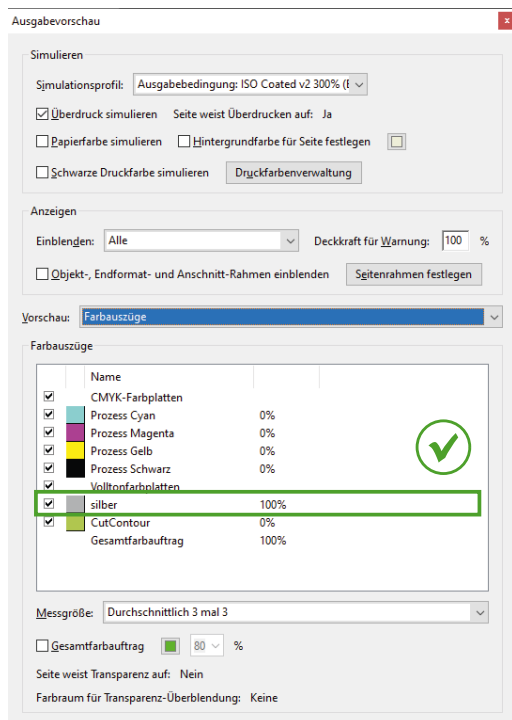 Ausgabevorschau
x
Simulieren
Simulationsprofil: Ausgabebedingung: ISO Coated v2 300% (E
Überdruck simulieren Seite weist Überdrucken auf: Ja
Papierfarbe simulieren Hintergrundfarbe für Seite festlegen
Schwarze Druckfarbe simulieren Druckfarbenverwaltung
Anzeigen
Einblenden: Alle Deckkraft für Warnung: 100 %
Objekt-, Endformat- und Anschnitt-Rahmen einblenden Seitenrahmen festlegen
Vorschau: Farbauszüge
Farbauszüge
Name
CMYK-Farbplatten
Prozess Cyan 0%
Prozess Magenta 0%
Prozess Gelb 0%
Prozess Schwarz 0%
Volltonfarbplatten
silber 100%
CutContour 0%
Gesamtfarbauftrag 100%
Messgröße: Durchschnittlich 3 mal 3
Gesamtfarbauftrag 80 %
Seite weist Transparenz auf: Nein
Farbraum für Transparenz-Überblendung: Keine